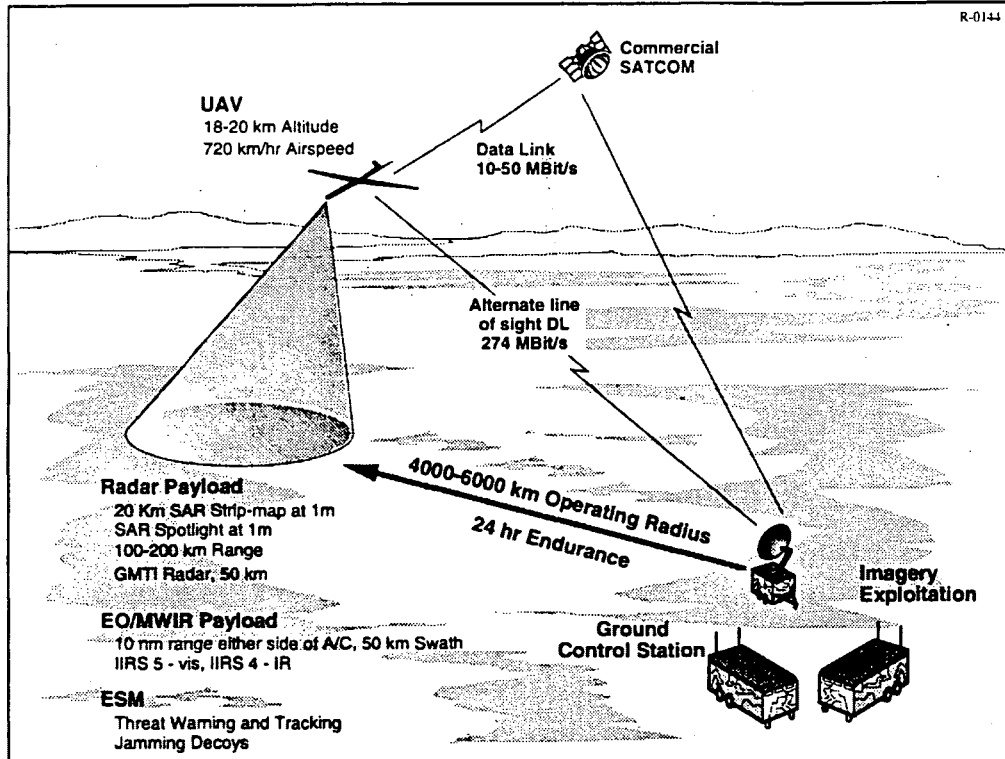 R-0144
Commercial
SATCOM
UAV
18-20 km Altitude
720 km/hr Airspeed
Data Link
10-50 MBit/s
Alternate line
of sight DL
274 MBit/s
4000-6000 km Operating Radius
24 hr Endurance
Radar Payload
20 Km SAR Strip-map at 1m
SAR Spotlight at 1m
100-200 km Range
GMTI Radar, 50 km
EO/MWIR Payload
10 nm range either side of A/C, 50 km Swath
IIRS 5 - vis, IIRS 4 - IR
ESM
Threat Warning and Tracking
Jamming Decoys
Imagery
Exploitation
Ground
Control Station